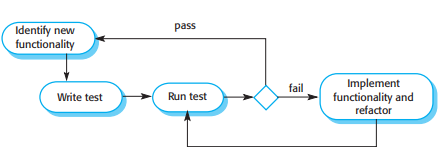 pass
Identify new
functionality
Write test
Run test
fail
Implement
functionality and
refactor